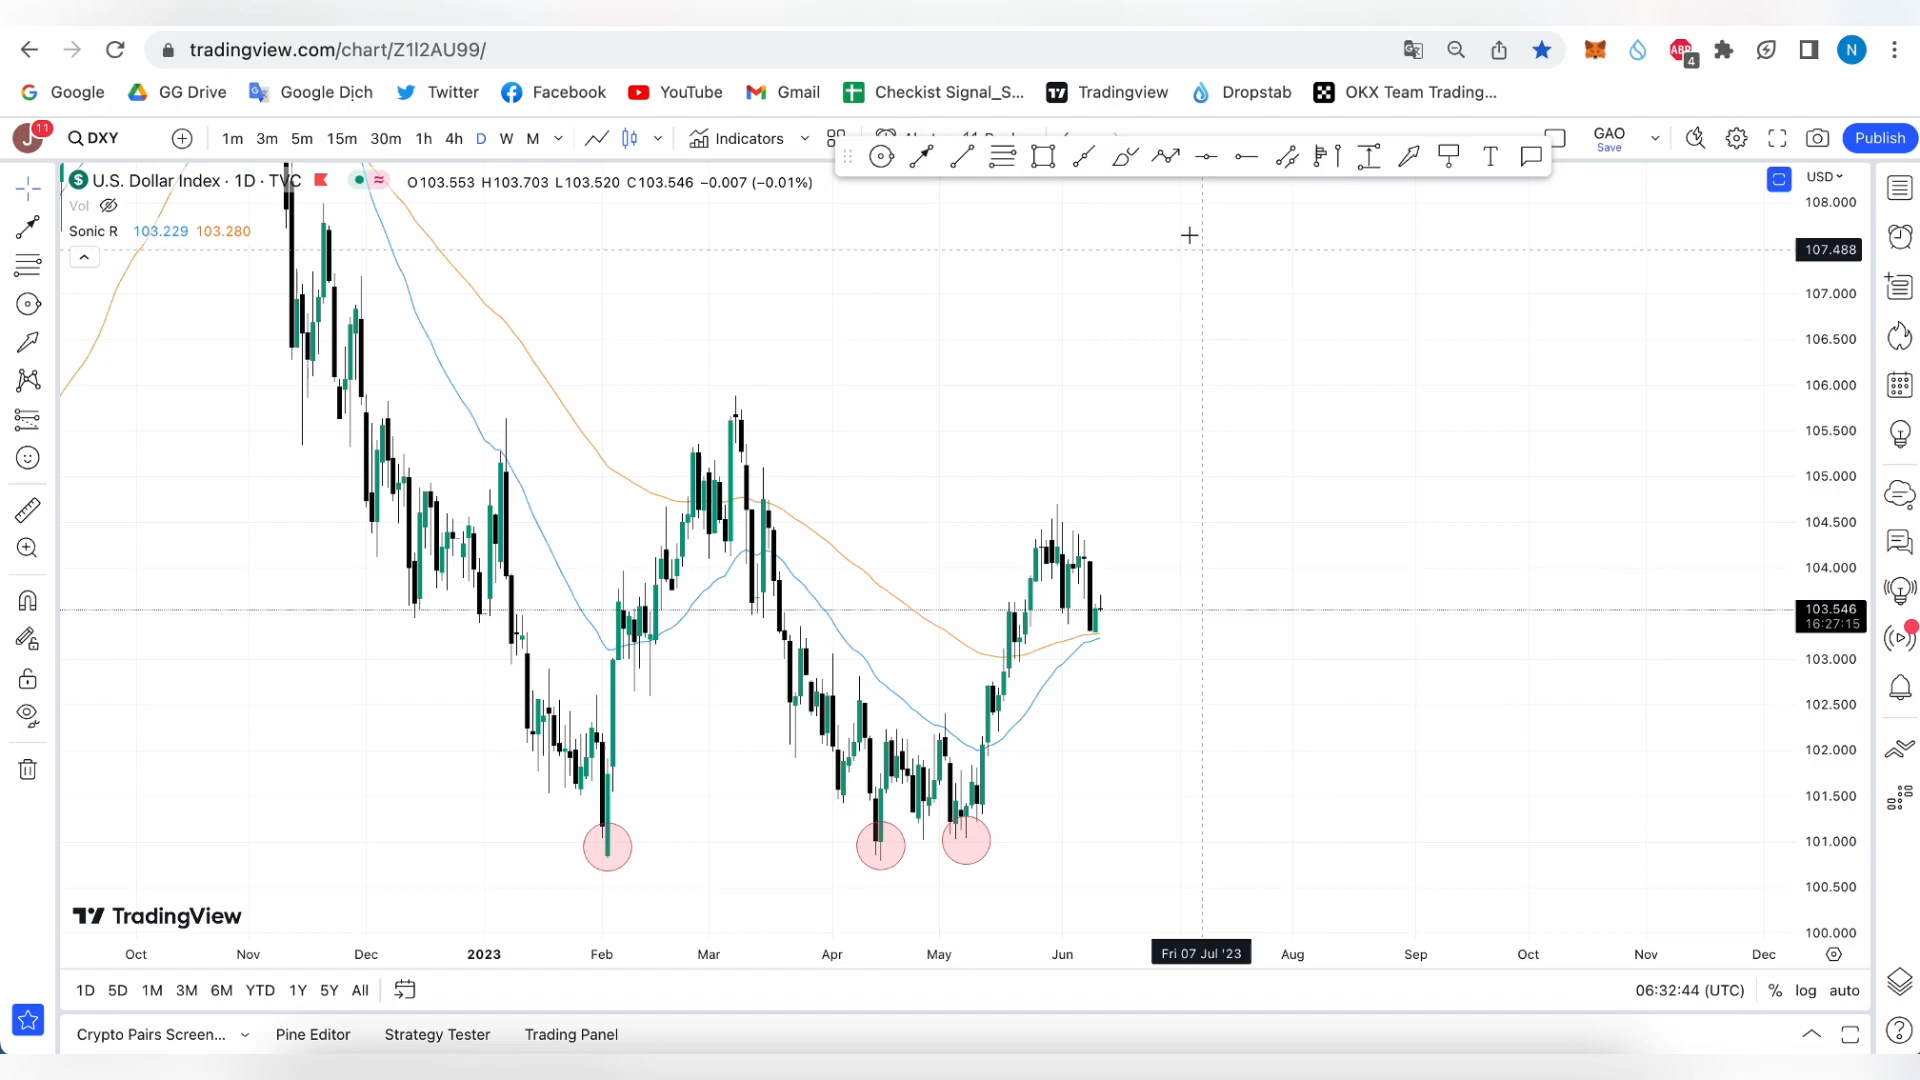 tradingview.com/chart/Z1l2AU99/
ABP
4
N
Google
GG Drive
Google Dịch
Twitter
Facebook
YouTube
Gmail
Checkist Signal_S...
Tradingview
Dropstab
OKX Team Trading...
J
11
DXY
1m 3m 5m 15m 30m 1h 4h D W M
Indicators
GAO
Save
Publish
U.S. Dollar Index · 1D · TVC
O103.553 H103.703 L103.520 C103.546 −0.007 (−0.01%)
Vol
Sonic R 103.229 103.280
USD
108.000
107.488
107.000
106.500
106.000
105.500
105.000
104.500
104.000
103.546
16:27:15
103.000
102.500
102.000
101.500
101.000
100.500
100.000
TradingView
Oct Nov Dec 2023 Feb Mar Apr May Jun Fri 07 Jul '23 Aug Sep Oct Nov Dec
1D 5D 1M 3M 6M YTD 1Y 5Y All
06:32:44 (UTC) % log auto
Crypto Pairs Screen... Pine Editor Strategy Tester Trading Panel